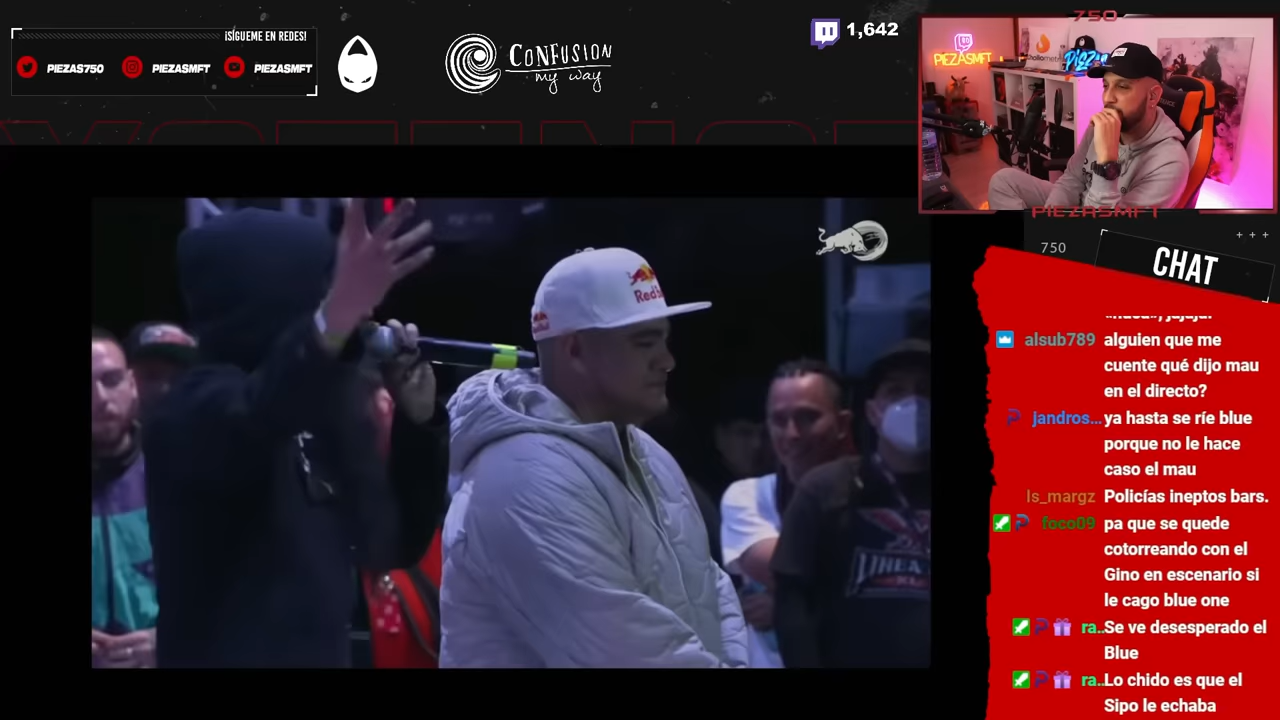 ¡SÍGUEME EN REDES!
PIEZAS750
PIEZASMFT
PIEZASMFT
CONFUSION
my way
1,642
750
PIEZASMFT
PIEZASMFT
750
CHAT
alsub789 alguien que me
cuente qué dijo mau
en el directo?
jandros... ya hasta se ríe blue
porque no le hace
caso el mau
ls_margz Policías ineptos bars.
foco09 pa que se quede
cotorreando con el
Gino en escenario si
le cago blue one
ra.. Se ve desesperado el
Blue
ra.. Lo chido es que el
Sipo le echaba
Red